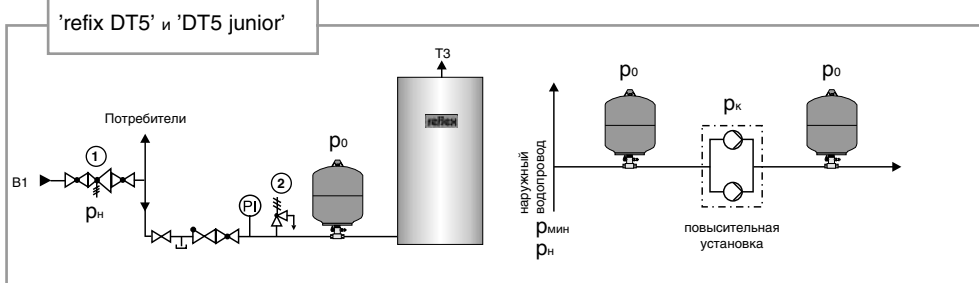 'refix DT5' и 'DT5 junior'
T3
p₀
p₀
Потребители
pк
1
p₀
reflex
B1
2
наружный
водопровод
pн
PI
pмин
повысительная
pн
установка